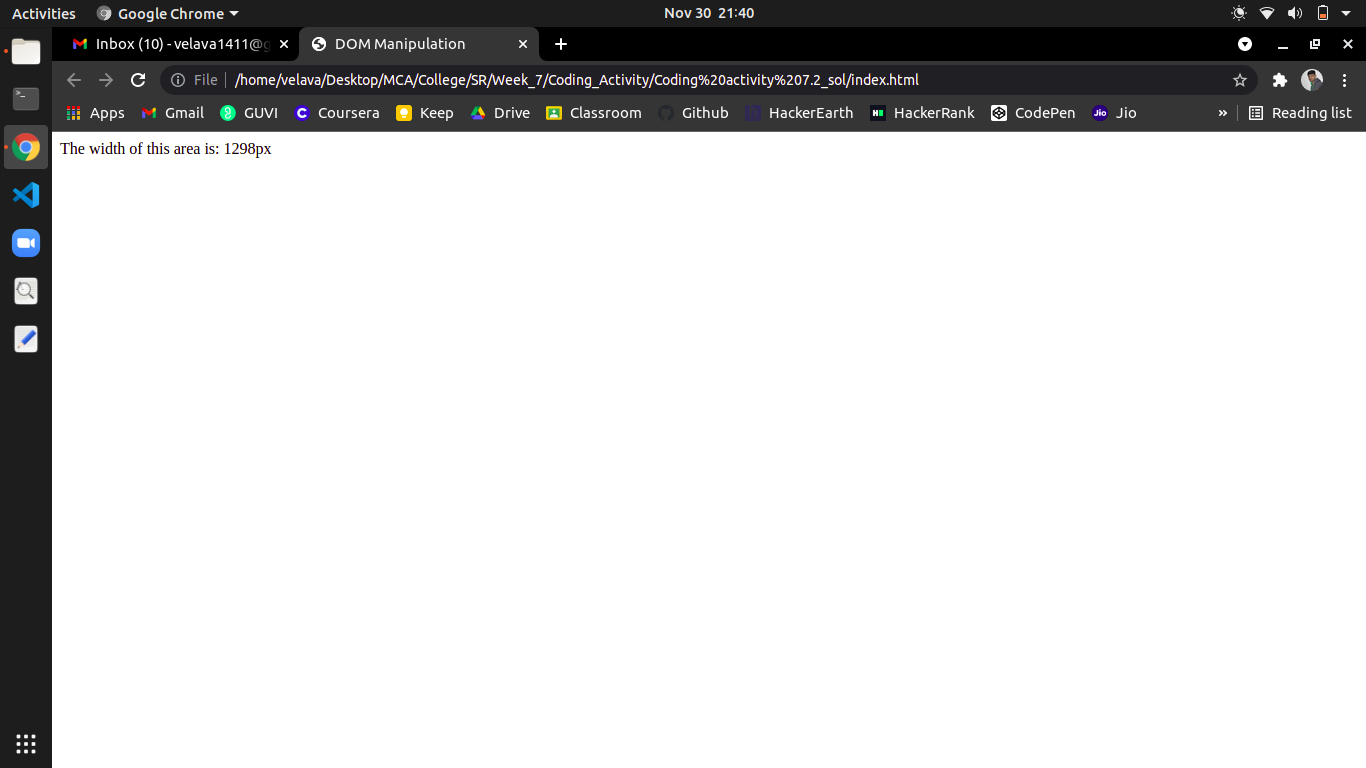 Activities Google Chrome Nov 30 21:40
Inbox (10) - velava1411@g DOM Manipulation
File /home/velava/Desktop/MCA/College/SR/Week_7/Coding_Activity/Coding%20activity%207.2_sol/index.html
Apps Gmail GUVI Coursera Keep Drive Classroom Github HackerEarth HackerRank CodePen Jio Jio » Reading list
The width of this area is: 1298px